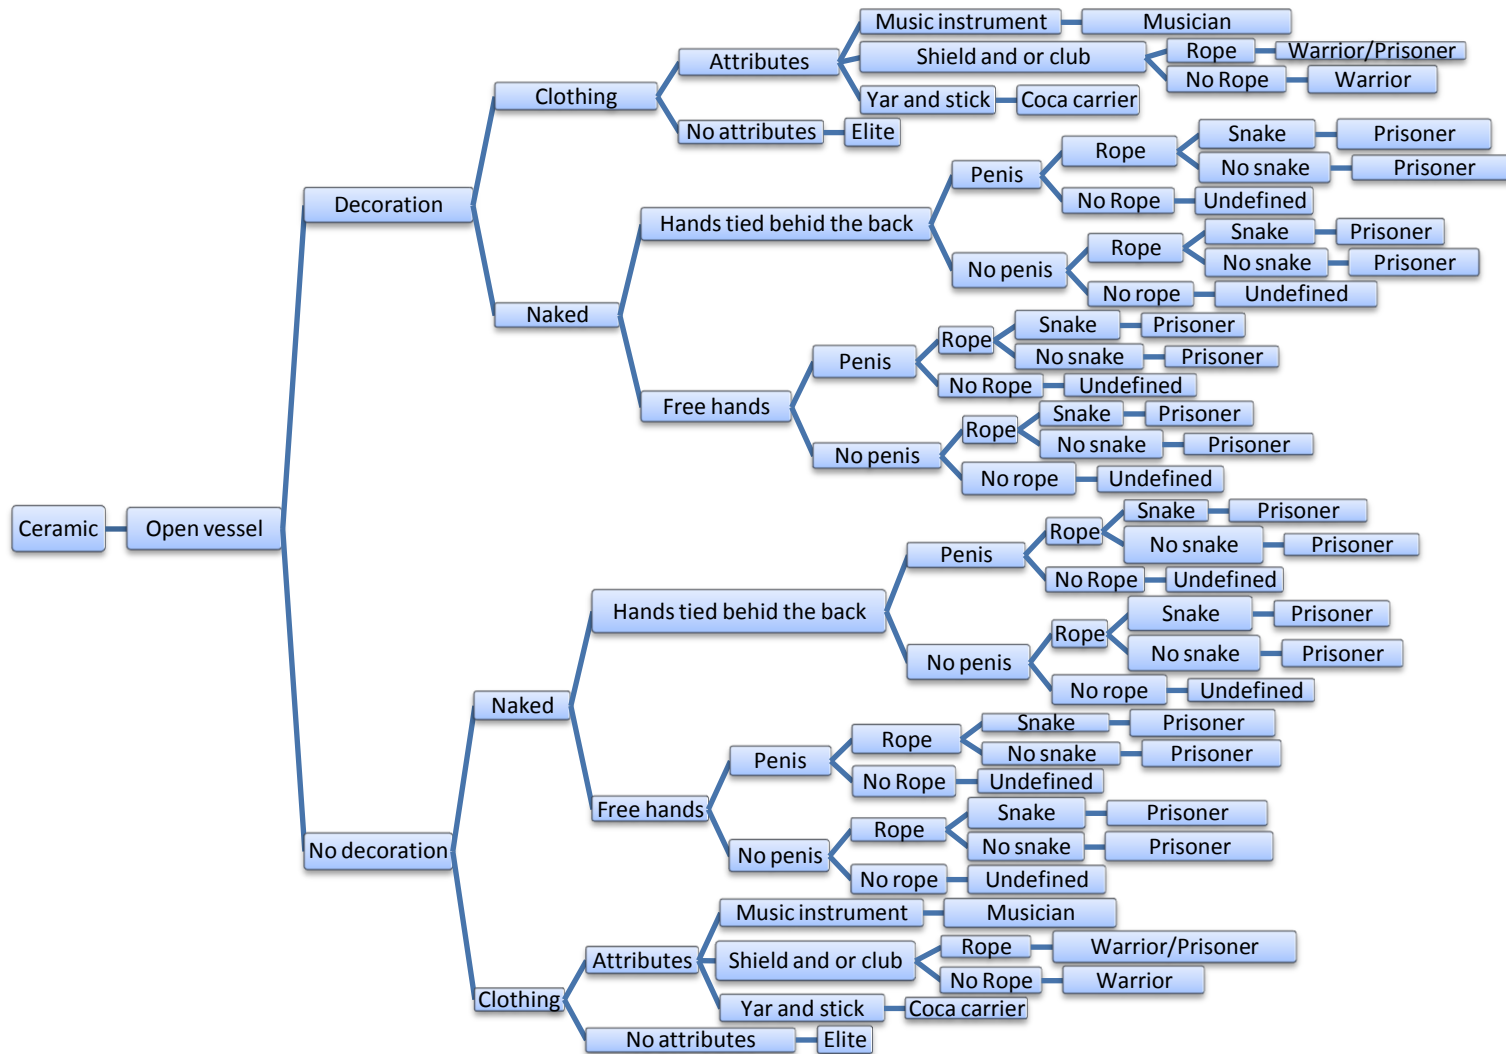 Music instrument
Musician
Attributes
Shield and or club
Rope
Warrior/Prisoner
No Rope
Warrior
Clothing
Yar and stick
Coca carrier
No attributes
Elite
Snake
Prisoner
Rope
Penis
No snake
Prisoner
No Rope
Undefined
Decoration
Hands tied behid the back
Snake
Prisoner
Rope
No penis
No snake
Prisoner
No rope
Undefined
Naked
Snake
Prisoner
Rope
Penis
No snake
Prisoner
No Rope
Undefined
Free hands
Snake
Prisoner
Rope
No penis
No snake
Prisoner
No rope
Undefined
Ceramic
Open vessel
Snake
Prisoner
Rope
Penis
No snake
Prisoner
No Rope
Undefined
Hands tied behid the back
Snake
Prisoner
Rope
No penis
No snake
Prisoner
No rope
Undefined
Naked
Snake
Prisoner
Rope
Penis
No snake
Prisoner
No Rope
Undefined
Free hands
Snake
Prisoner
Rope
No penis
No snake
Prisoner
No rope
Undefined
No decoration
Music instrument
Musician
Attributes
Shield and or club
Rope
Warrior/Prisoner
No Rope
Warrior
Clothing
Yar and stick
Coca carrier
No attributes
Elite